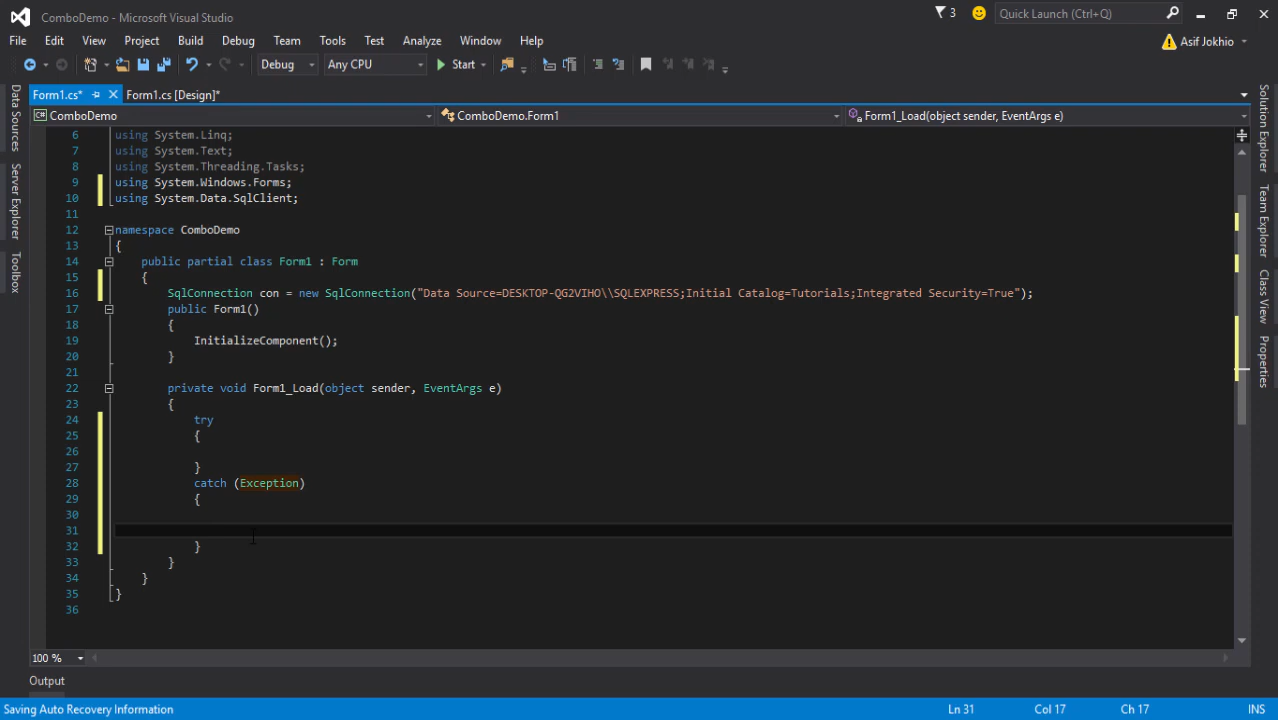 ComboDemo - Microsoft Visual Studio
3
Quick Launch (Ctrl+Q)
File Edit View Project Build Debug Team Tools Test Analyze Window Help
Asif Jokhio
Debug Any CPU Start
Form1.cs* Form1.cs [Design]*
C# ComboDemo ComboDemo.Form1 Form1_Load(object sender, EventArgs e)
Data Sources
Server Explorer
Toolbox
6 using System.Linq;
7 using System.Text;
8 using System.Threading.Tasks;
9 using System.Windows.Forms;
10 using System.Data.SqlClient;
11
12 namespace ComboDemo
13 {
14 public partial class Form1 : Form
15 {
16 SqlConnection con = new SqlConnection("Data Source=DESKTOP-QG2VIHO\\SQLEXPRESS;Initial Catalog=Tutorials;Integrated Security=True");
17 public Form1()
18 {
19 InitializeComponent();
20 }
21
22 private void Form1_Load(object sender, EventArgs e)
23 {
24 try
25 {
26
27 }
28 catch (Exception)
29 {
30
31
32 }
33 }
34 }
35 }
36
Solution Explorer
Team Explorer
Class View
Properties
100 %
Output
Saving Auto Recovery Information Ln 31 Col 17 Ch 17 INS